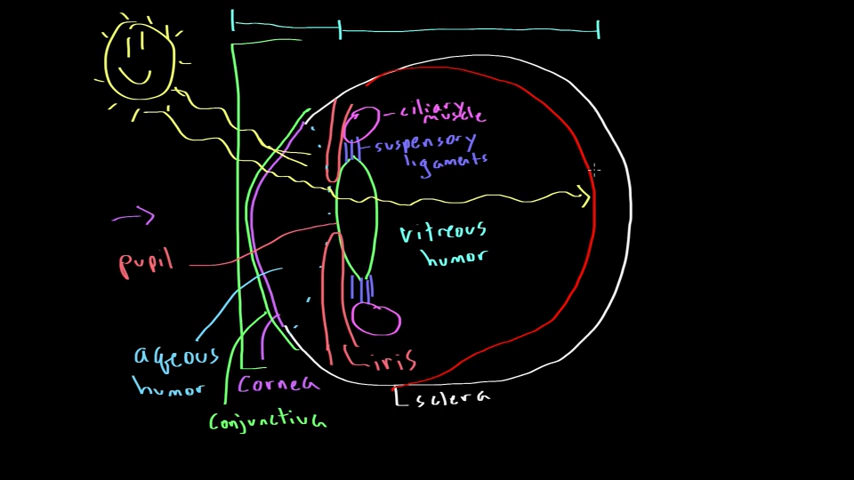 ciliary
muscle
suspensory
ligaments
vitreous
humor
pupil
aqeous
humor
iris
cornea
sclera
conjunctiva